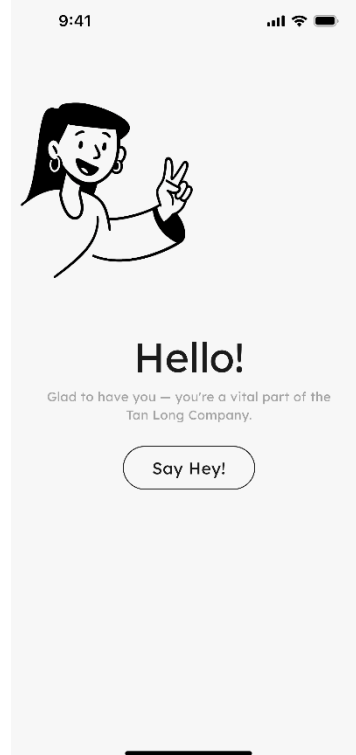 9:41
Hello!
Glad to have you — you're a vital part of the
Tan Long Company.
Say Hey!